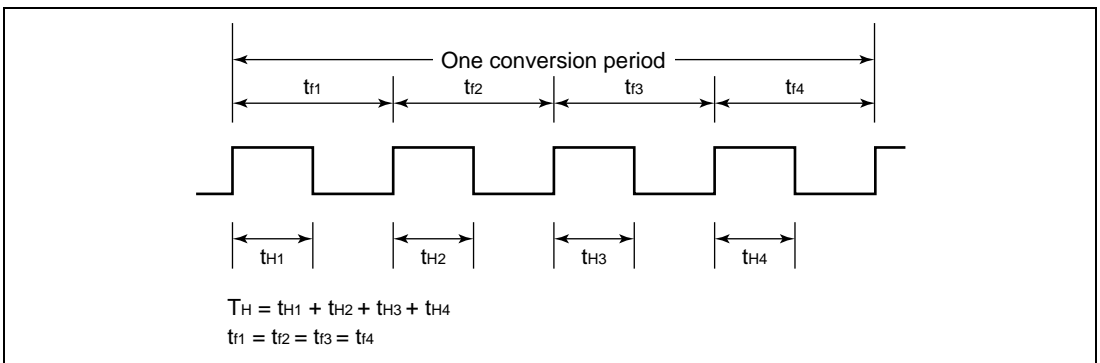 One conversion period
tf1 tf2 tf3 tf4
tH1 tH2 tH3 tH4
TH = tH1 + tH2 + tH3 + tH4
tf1 = tf2 = tf3 = tf4